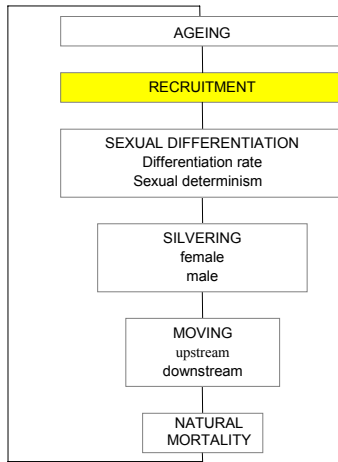 AGEING
RECRUITMENT
SEXUAL DIFFERENTIATION
Differentiation rate
Sexual determinism
SILVERING
female
male
MOVING
upstream
downstream
NATURAL
MORTALITY